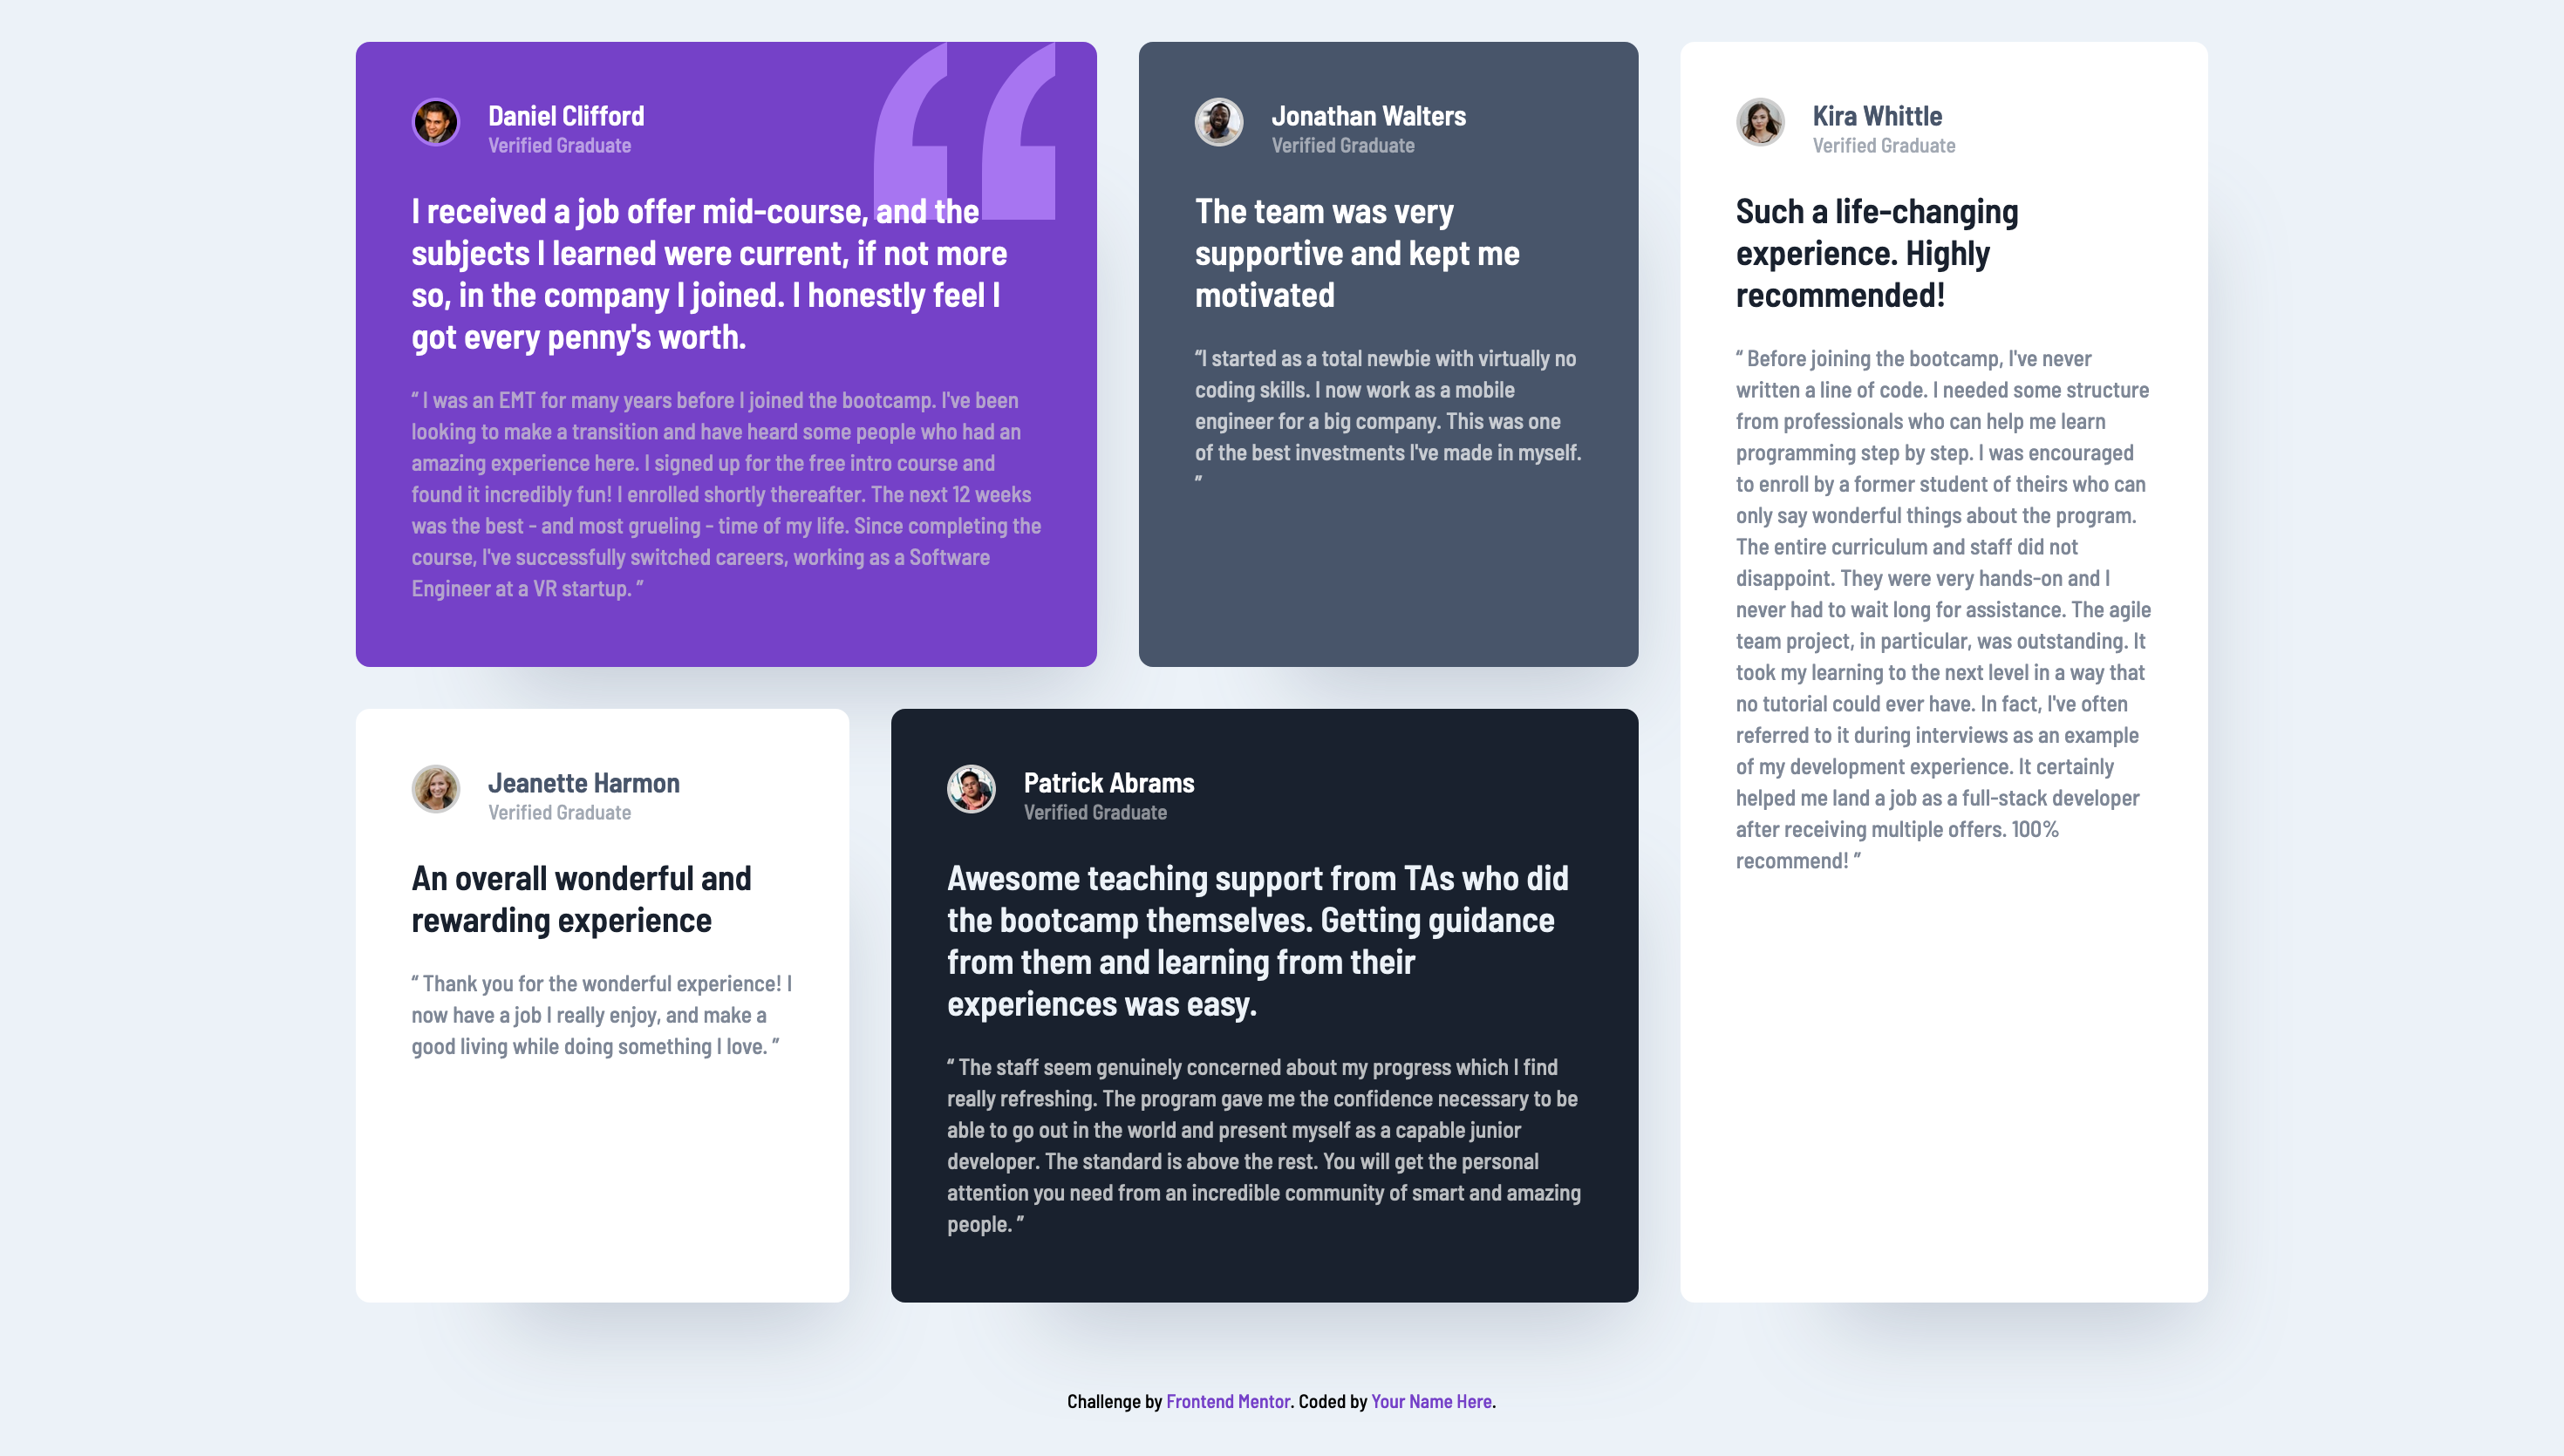 Daniel Clifford
Verified Graduate
I received a job offer mid-course, and the
subjects I learned were current, if not more
so, in the company I joined. I honestly feel I
got every penny's worth.
“ I was an EMT for many years before I joined the bootcamp. I've been
looking to make a transition and have heard some people who had an
amazing experience here. I signed up for the free intro course and
found it incredibly fun! I enrolled shortly thereafter. The next 12 weeks
was the best - and most grueling - time of my life. Since completing the
course, I've successfully switched careers, working as a Software
Engineer at a VR startup. ”
Jonathan Walters
Verified Graduate
The team was very
supportive and kept me
motivated
“I started as a total newbie with virtually no
coding skills. I now work as a mobile
engineer for a big company. This was one
of the best investments I've made in myself.
”
Kira Whittle
Verified Graduate
Such a life-changing
experience. Highly
recommended!
“ Before joining the bootcamp, I've never
written a line of code. I needed some structure
from professionals who can help me learn
programming step by step. I was encouraged
to enroll by a former student of theirs who can
only say wonderful things about the program.
The entire curriculum and staff did not
disappoint. They were very hands-on and I
never had to wait long for assistance. The agile
team project, in particular, was outstanding. It
took my learning to the next level in a way that
no tutorial could ever have. In fact, I've often
referred to it during interviews as an example
of my development experience. It certainly
helped me land a job as a full-stack developer
after receiving multiple offers. 100%
recommend! ”
Jeanette Harmon
Verified Graduate
An overall wonderful and
rewarding experience
“ Thank you for the wonderful experience! I
now have a job I really enjoy, and make a
good living while doing something I love. ”
Patrick Abrams
Verified Graduate
Awesome teaching support from TAs who did
the bootcamp themselves. Getting guidance
from them and learning from their
experiences was easy.
“ The staff seem genuinely concerned about my progress which I find
really refreshing. The program gave me the confidence necessary to be
able to go out in the world and present myself as a capable junior
developer. The standard is above the rest. You will get the personal
attention you need from an incredible community of smart and amazing
people. ”
Challenge by Frontend Mentor. Coded by Your Name Here.